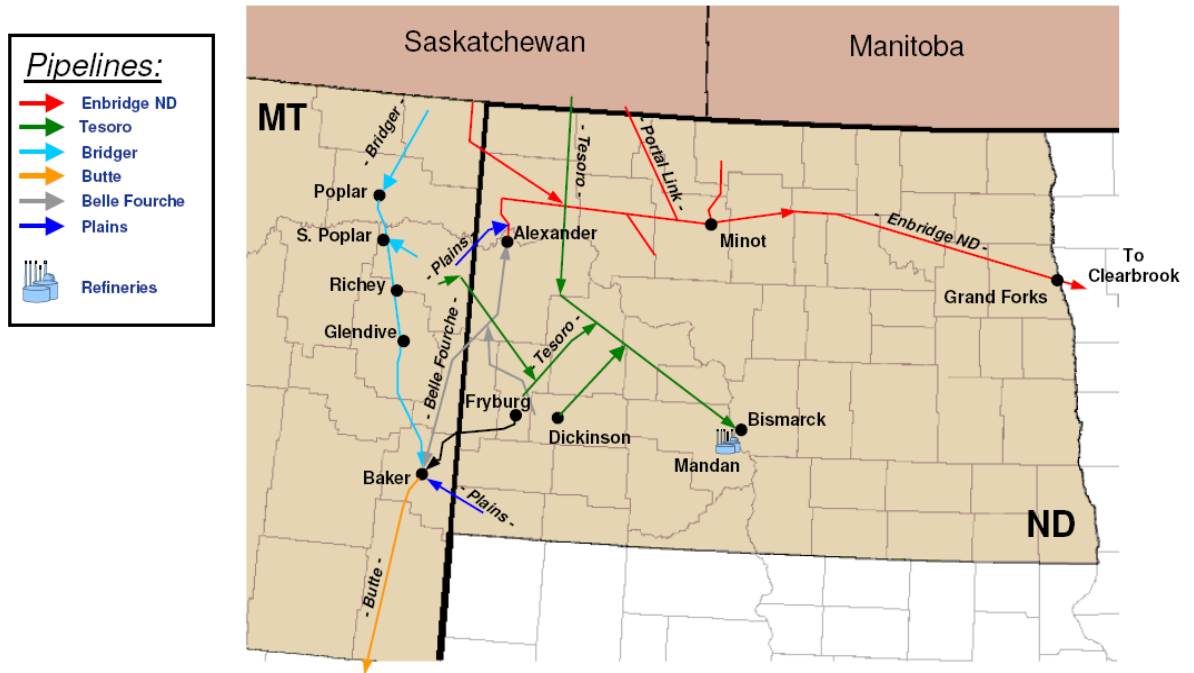 Pipelines:
Enbridge ND
Tesoro
Bridger
Butte
Belle Fourche
Plains
Refineries
Saskatchewan
Manitoba
MT
- Bridger -
- Tesoro -
- Portal Link -
Poplar
S. Poplar
- Plains -
Alexander
Minot
- Enbridge ND -
To
Clearbrook
Richey
Grand Forks
Glendive
- Belle Fourche -
- Tesoro -
Fryburg
Dickinson
Bismarck
Mandan
Baker
- Plains -
ND
- Butte -